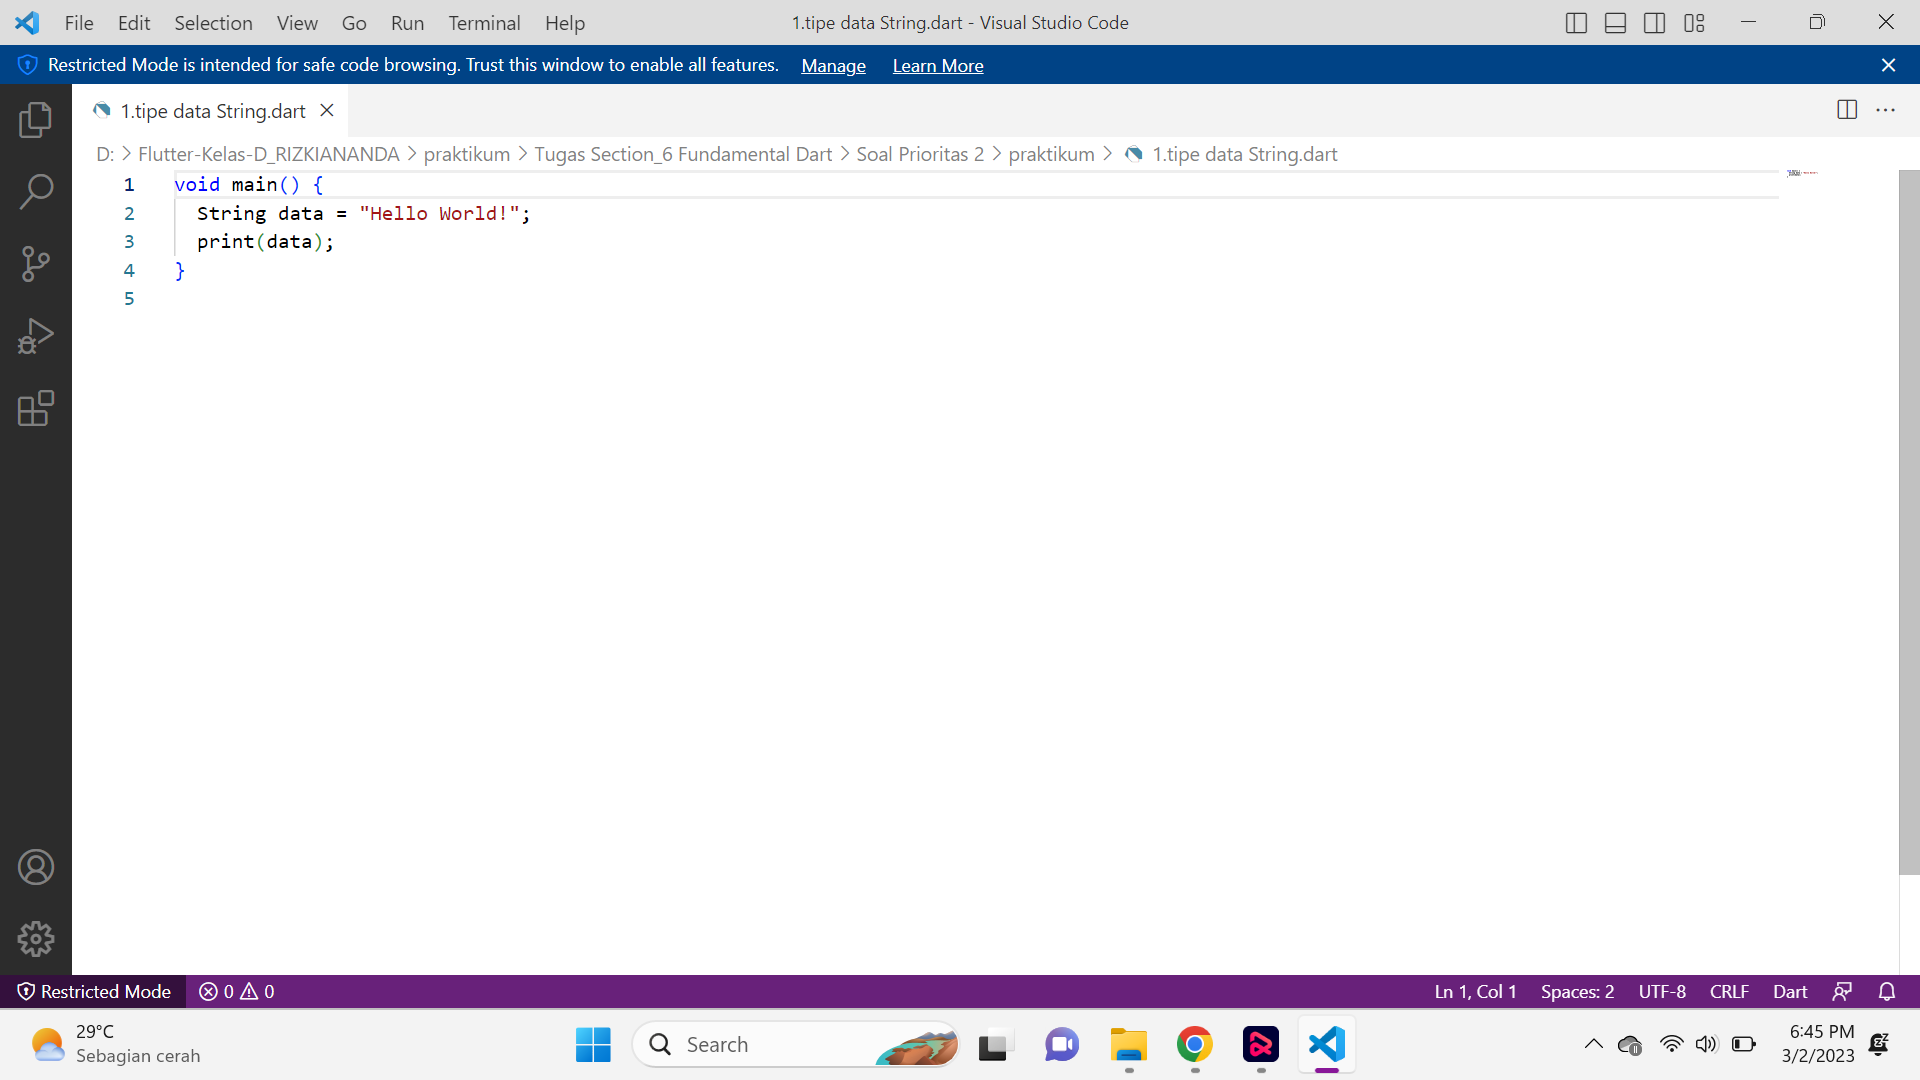 File Edit Selection View Go Run Terminal Help 1.tipe data String.dart - Visual Studio Code
Restricted Mode is intended for safe code browsing. Trust this window to enable all features. Manage Learn More
1.tipe data String.dart
D: > Flutter-Kelas-D_RIZKIANANDA > praktikum > Tugas Section_6 Fundamental Dart > Soal Prioritas 2 > praktikum > 1.tipe data String.dart
1 void main() {
2 String data = "Hello World!";
3 print(data);
4 }
5
Restricted Mode 0 0 Ln 1, Col 1 Spaces: 2 UTF-8 CRLF Dart
29°C
Sebagian cerah
Search
6:45 PM
3/2/2023